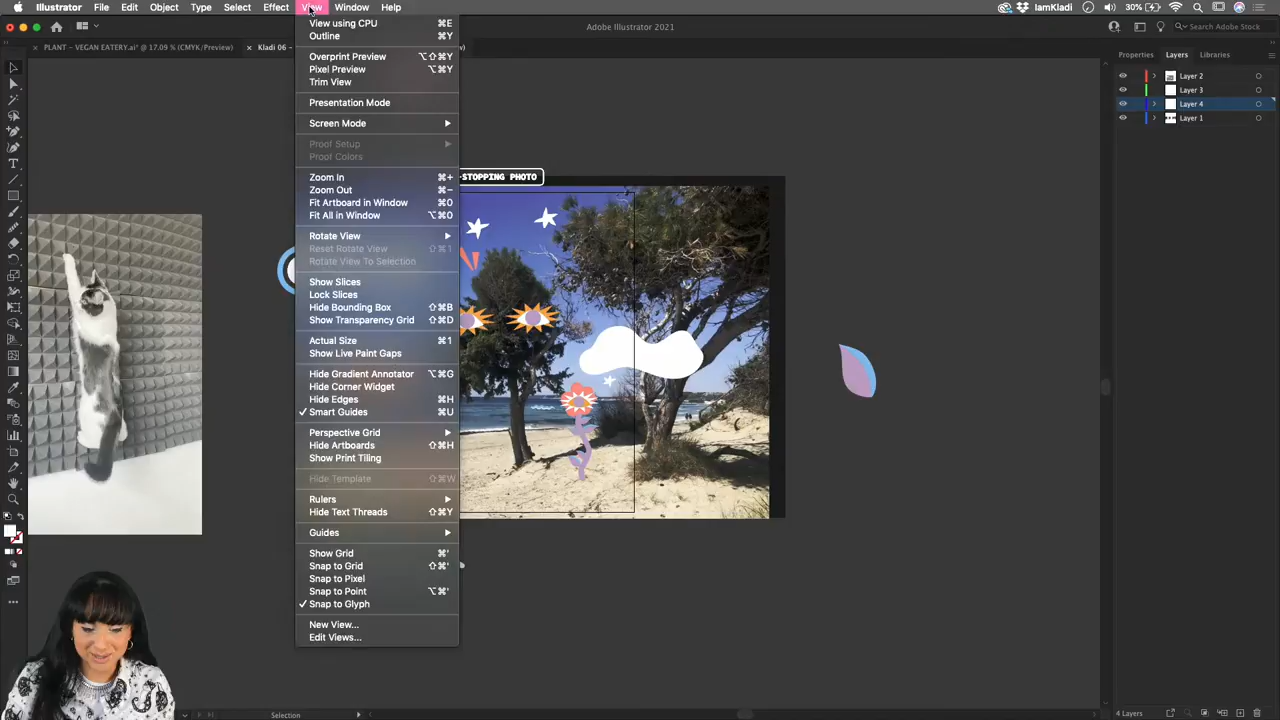 Illustrator File Edit Object Type Select Effect View Window Help
30% IamKladi
Adobe Illustrator 2021
Search Adobe Stock
PLANT – VEGAN EATERY.ai* @ 17.09 % (CMYK/Preview)
Kladi 06 –
Properties Layers Libraries
Layer 2
Layer 3
Layer 4
Layer 1
View using CPU ⌘E
Outline ⌘Y
Overprint Preview ⌥⇧⌘Y
Pixel Preview ⌥⌘Y
Trim View
Presentation Mode
Screen Mode
Proof Setup
Proof Colors
Zoom In ⌘+
Zoom Out ⌘−
Fit Artboard in Window ⌘0
Fit All in Window ⌥⌘0
Rotate View
Reset Rotate View ⇧⌘1
Rotate View To Selection
Show Slices
Lock Slices
Hide Bounding Box ⇧⌘B
Show Transparency Grid ⇧⌘D
Actual Size ⌘1
Show Live Paint Gaps
Hide Gradient Annotator ⌥⌘G
Hide Corner Widget
Hide Edges ⌘H
✓ Smart Guides ⌘U
Perspective Grid
Hide Artboards ⇧⌘H
Show Print Tiling
Hide Template ⇧⌘W
Rulers
Hide Text Threads ⇧⌘Y
Guides
Show Grid ⌘'
Snap to Grid ⇧⌘'
Snap to Pixel
Snap to Point ⌥⌘'
✓ Snap to Glyph
New View...
Edit Views...
-STOPPING PHOTO
Selection
4 Layers